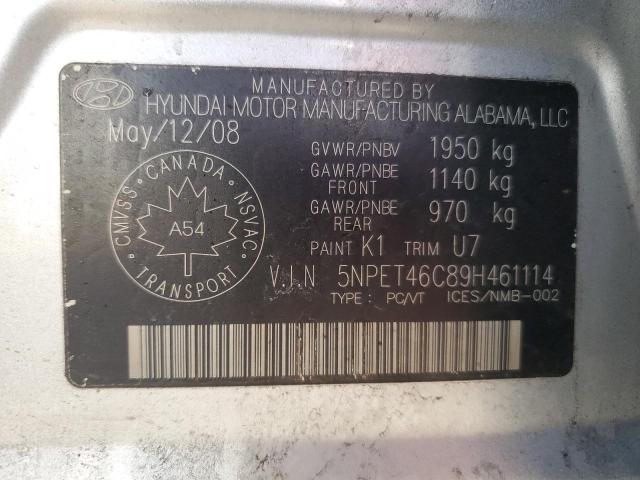 MANUFACTURED BY
HYUNDAI MOTOR MANUFACTURING ALABAMA, LLC
May/12/08
GVWR/PNBV 1950 kg
GAWR/PNBE FRONT 1140 kg
GAWR/PNBE REAR 970 kg
PAINT K1 TRIM U7
V.I.N 5NPET46C89H461114
TYPE : PC/VT ICES/NMB-002
CANADA
CMVSS
NSVAC
A54
TRANSPORT